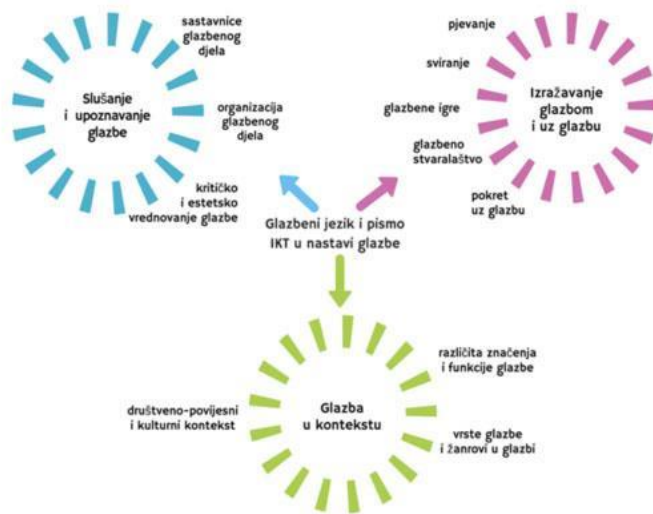 sastavnice
glazbenog
djela
Slušanje
i upoznavanje
glazbe
organizacija
glazbenog
djela
kritičko
i estetsko
vrednovanje glazbe
pjevanje
sviranje
glazbene igre
glazbeno
stvaralaštvo
pokret
uz glazbu
Izražavanje
glazbom
i uz glazbu
Glazbeni jezik i pismo
IKT u nastavi glazbe
različita značenja
i funkcije glazbe
društveno-povijesni
i kulturni kontekst
Glazba
u kontekstu
vrste glazbe
i žanrovi u glazbi